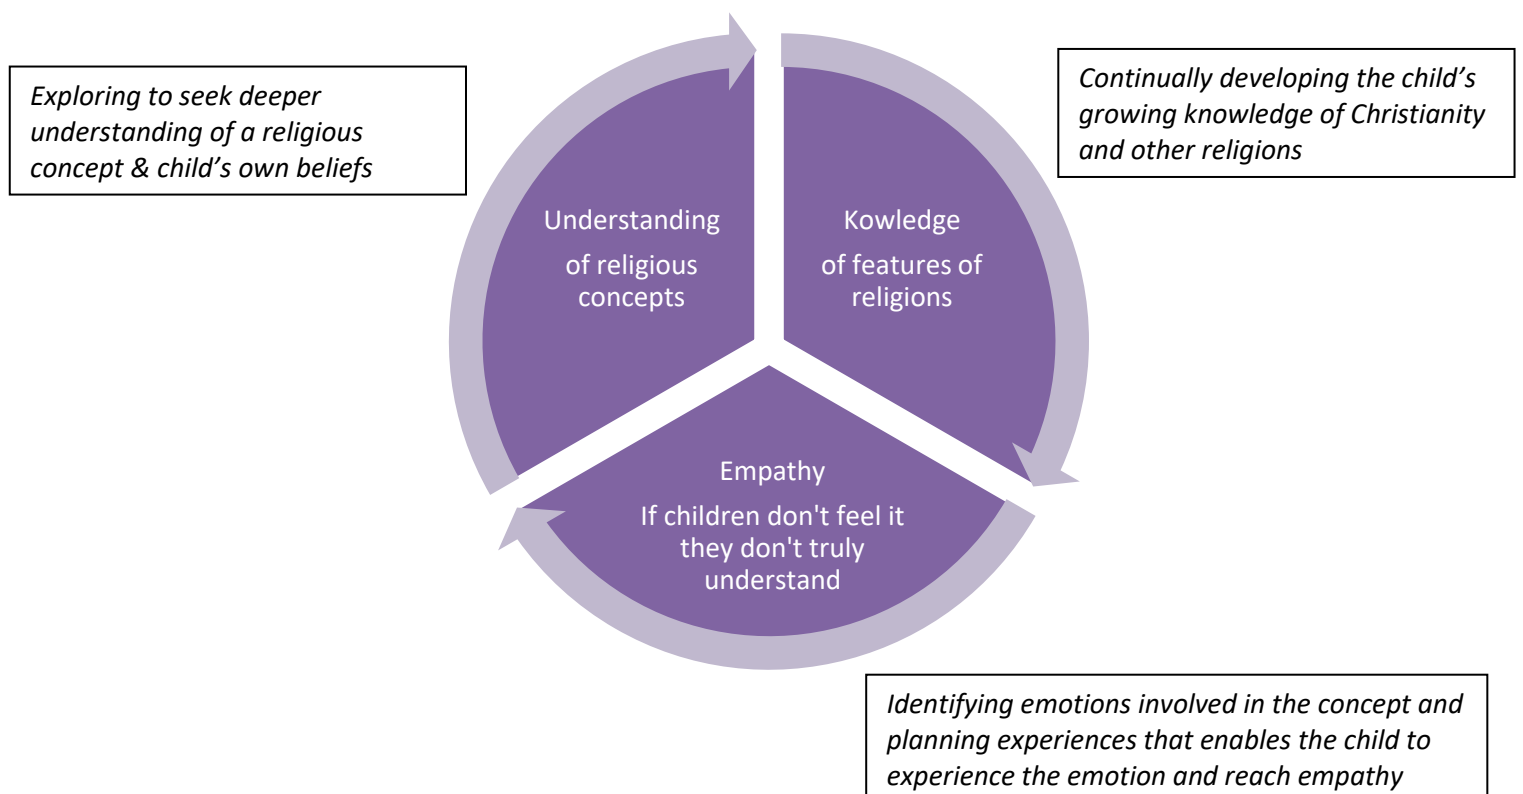 Exploring to seek deeper
understanding of a religious
concept & child’s own beliefs
Continually developing the child’s
growing knowledge of Christianity
and other religions
Understanding
of religious
concepts
Kowledge
of features of
religions
Empathy
If children don't feel it
they don't truly
understand
Identifying emotions involved in the concept and
planning experiences that enables the child to
experience the emotion and reach empathy